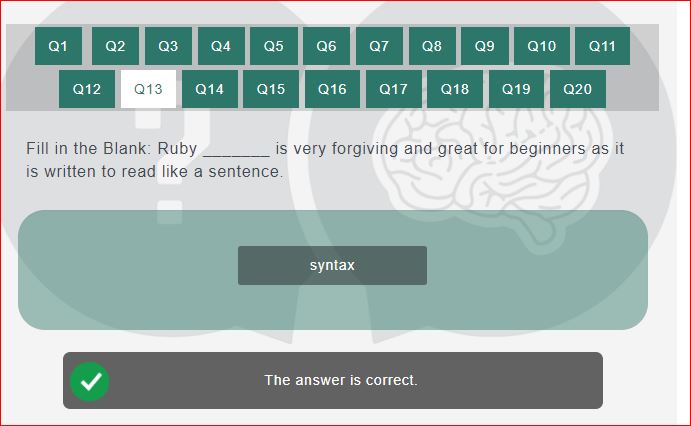 Q1 Q2 Q3 Q4 Q5 Q6 Q7 Q8 Q9 Q10 Q11
Q12 Q13 Q14 Q15 Q16 Q17 Q18 Q19 Q20
Fill in the Blank: Ruby _______ is very forgiving and great for beginners as it
is written to read like a sentence.
syntax
The answer is correct.